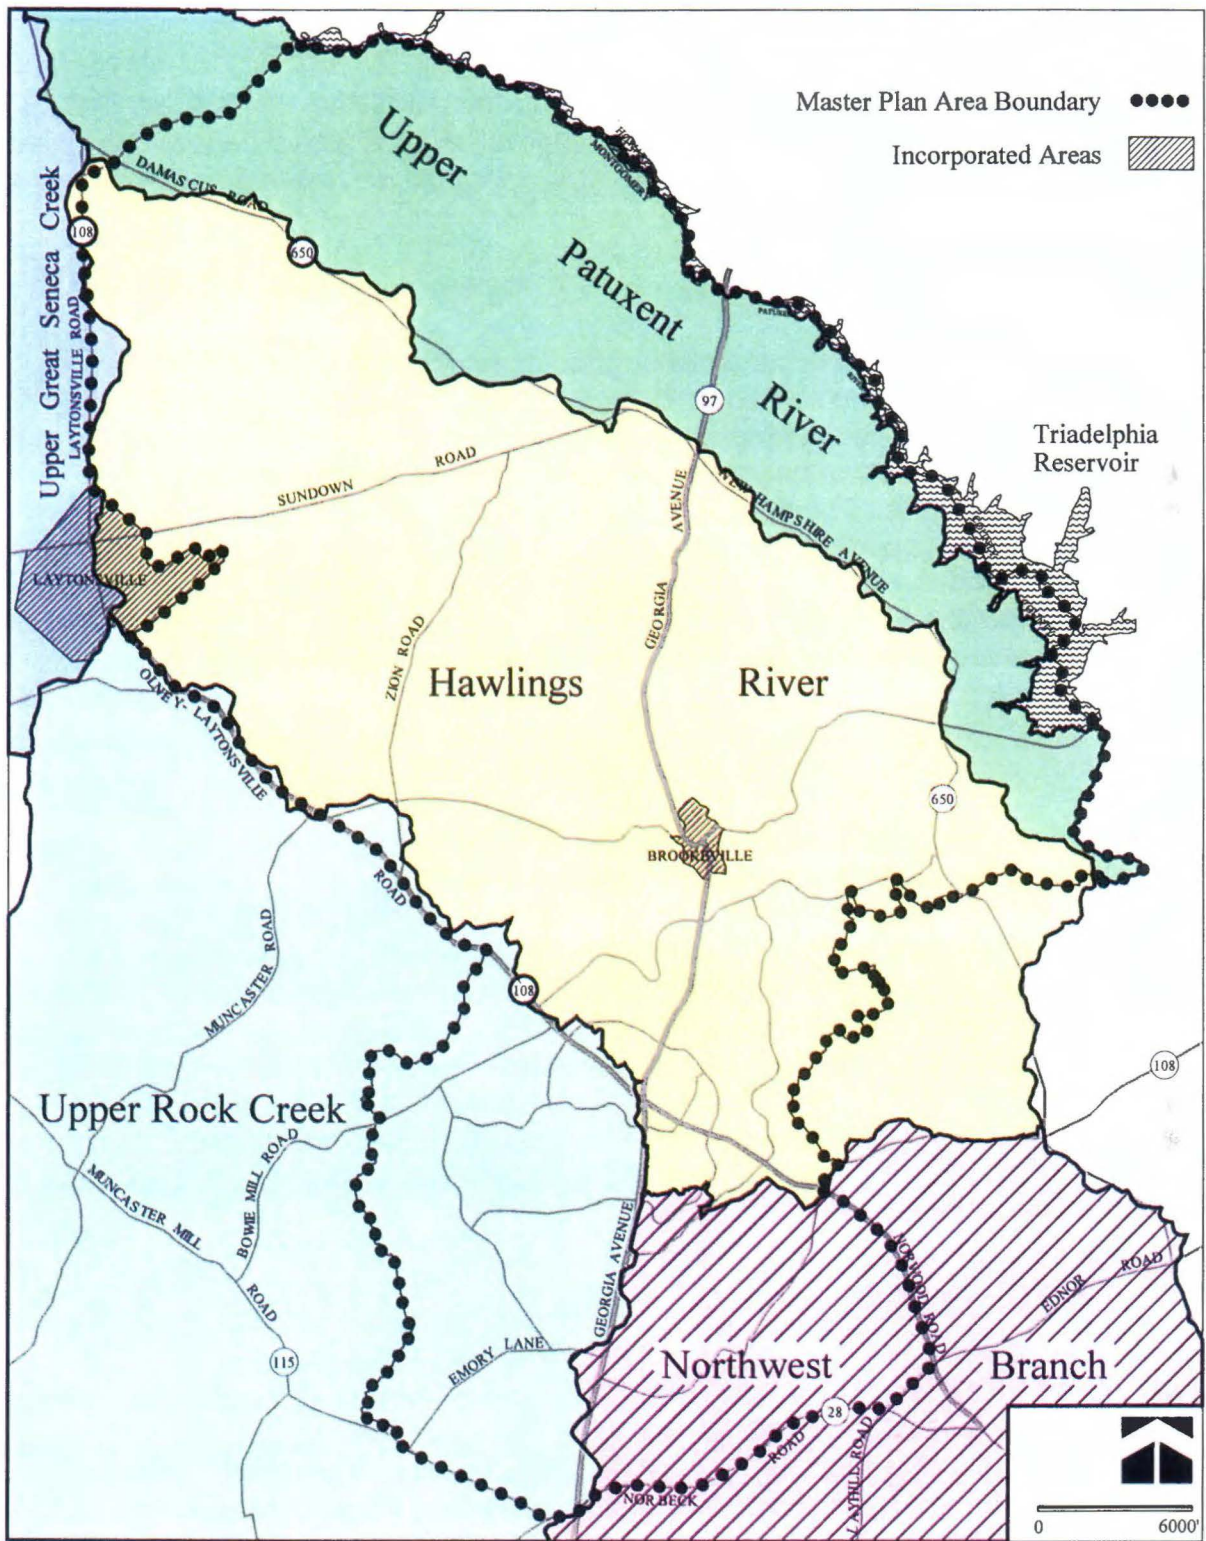 Master Plan Area Boundary
Incorporated Areas
Upper
Patuxent
River
MONTGOMERY
DAMASCUS ROAD
650
108
Upper Great Seneca Creek
LAYTONSVILLE ROAD
97
Triadelphia
Reservoir
SUNDOWN ROAD
GEORGIA AVENUE
NEW HAMPSHIRE AVENUE
LAYTONSVILLE
ZION ROAD
Hawlings River
OLNEY-LAYTONSVILLE ROAD
650
BROOKEVILLE
MUNCASTER ROAD
108
108
Upper Rock Creek
BOWIE MILL ROAD
MUNCASTER MILL ROAD
GEORGIA AVENUE
NORWOOD ROAD
EDNOR ROAD
EMORY LANE
115
Northwest Branch
28
NORBECK ROAD
LAYHILL ROAD
0 6000'